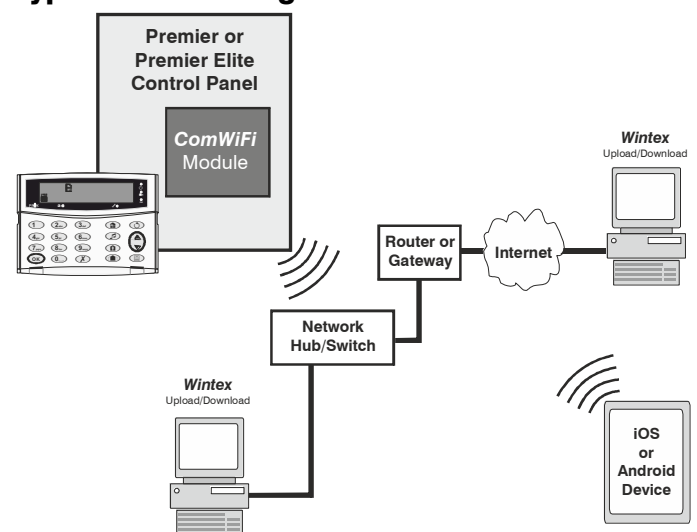 Premier or
Premier Elite
Control Panel
ComWiFi
Module
Wintex
Upload/Download
Router or
Gateway
Internet
Network
Hub/Switch
Wintex
Upload/Download
iOS
or
Android
Device
OK